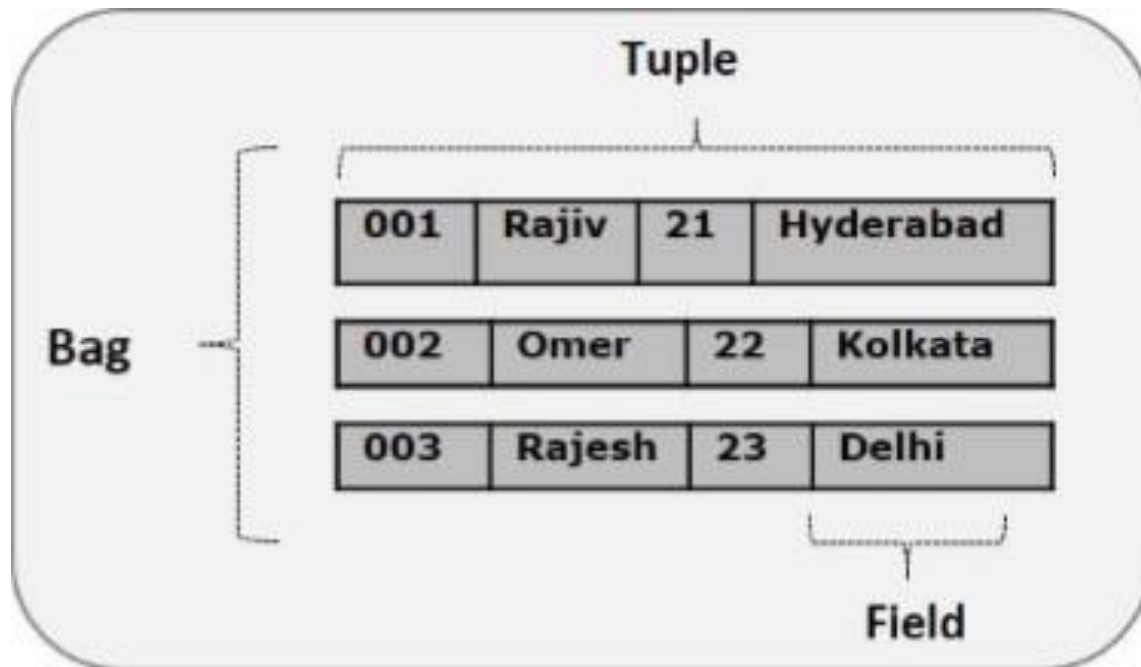 Tuple
001 Rajiv 21 Hyderabad
Bag
002 Omer 22 Kolkata
003 Rajesh 23 Delhi
Field